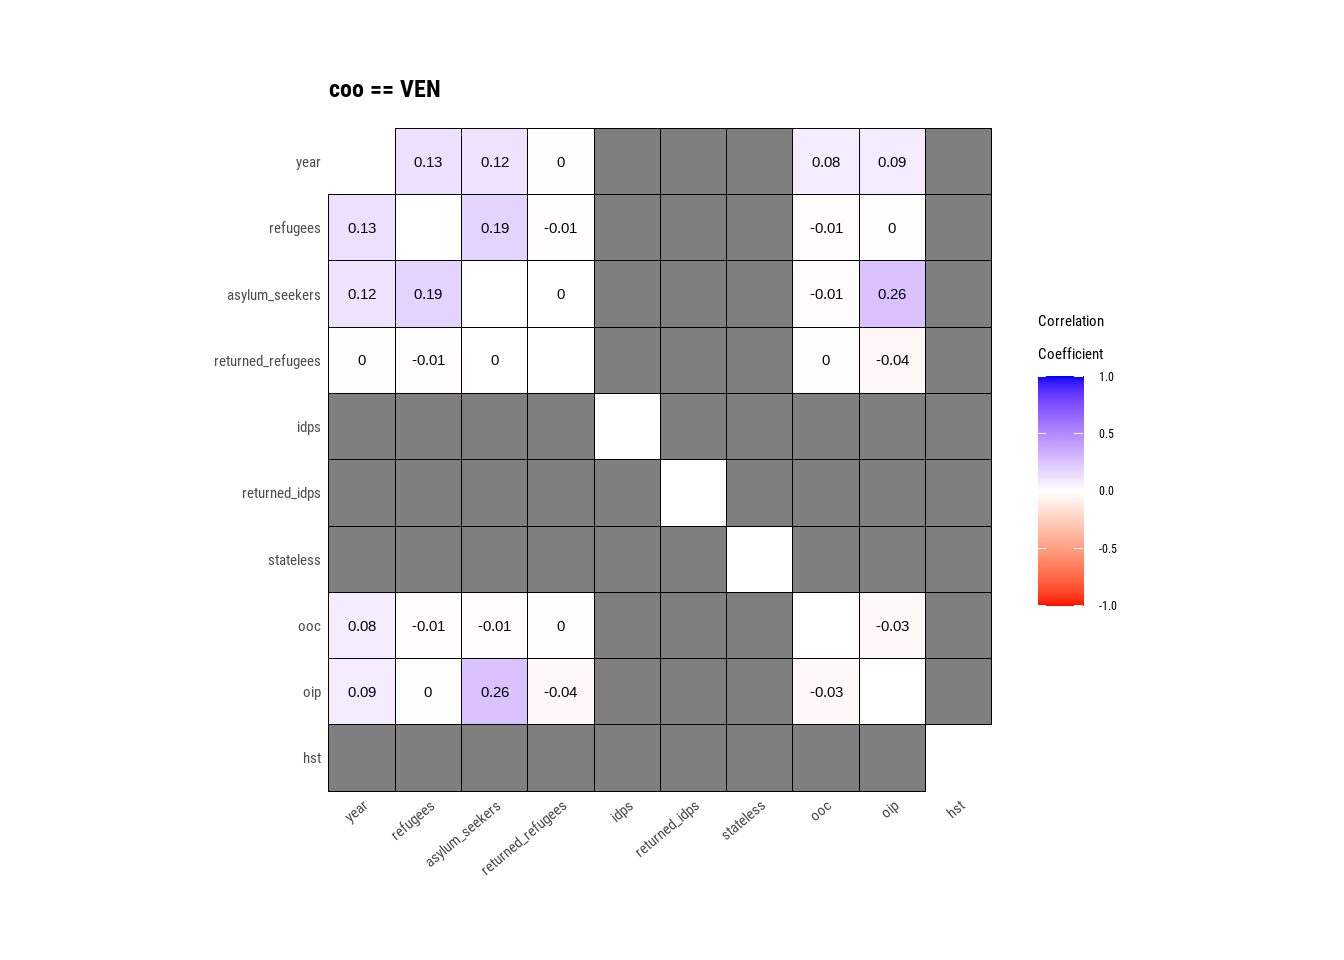 coo == VEN
year 0.13 0.12 0 0.08 0.09
refugees 0.13 0.19 -0.01 -0.01 0
asylum_seekers 0.12 0.19 0 -0.01 0.26
returned_refugees 0 -0.01 0 0 -0.04
idps
returned_idps
stateless
ooc 0.08 -0.01 -0.01 0 -0.03
oip 0.09 0 0.26 -0.04 -0.03
hst
year refugees asylum_seekers returned_refugees idps returned_idps stateless ooc oip hst
Correlation
Coefficient
1.0
0.5
0.0
-0.5
-1.0